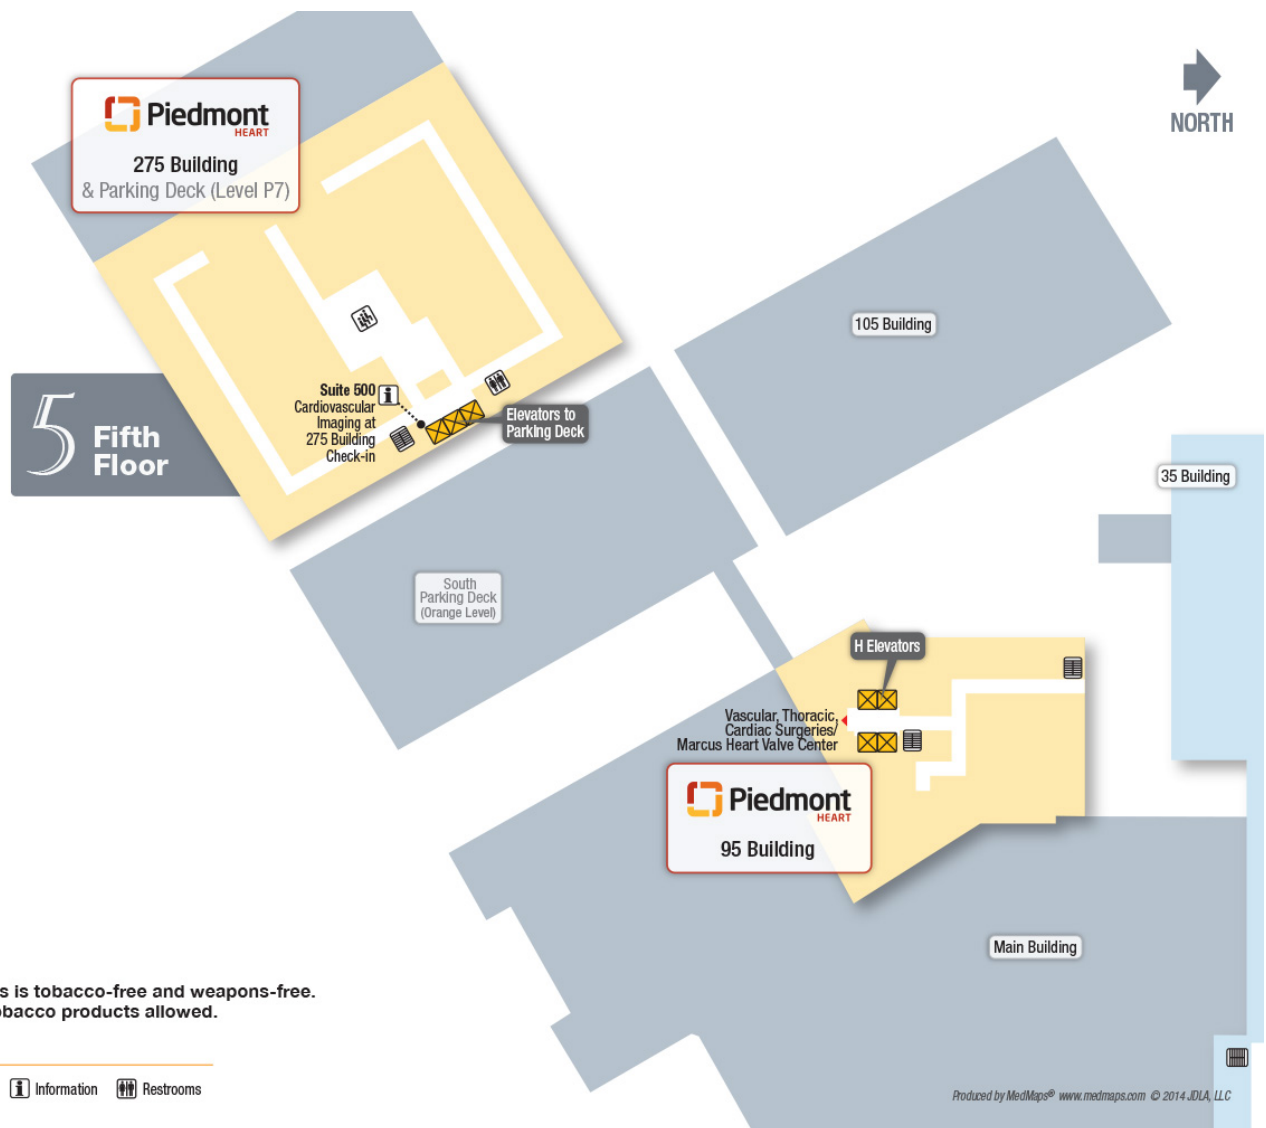 Piedmont
HEART
275 Building
& Parking Deck (Level P7)
NORTH
105 Building
5 Fifth
Floor
Suite 500
Cardiovascular
Imaging at
275 Building
Check-in
Elevators to
Parking Deck
35 Building
South
Parking Deck
(Orange Level)
H Elevators
Vascular, Thoracic,
Cardiac Surgeries/
Marcus Heart Valve Center
Piedmont
HEART
95 Building
Main Building
s is tobacco-free and weapons-free.
obacco products allowed.
Information
Restrooms
Produced by MedMaps® www.medmaps.com © 2014 JDLA, LLC